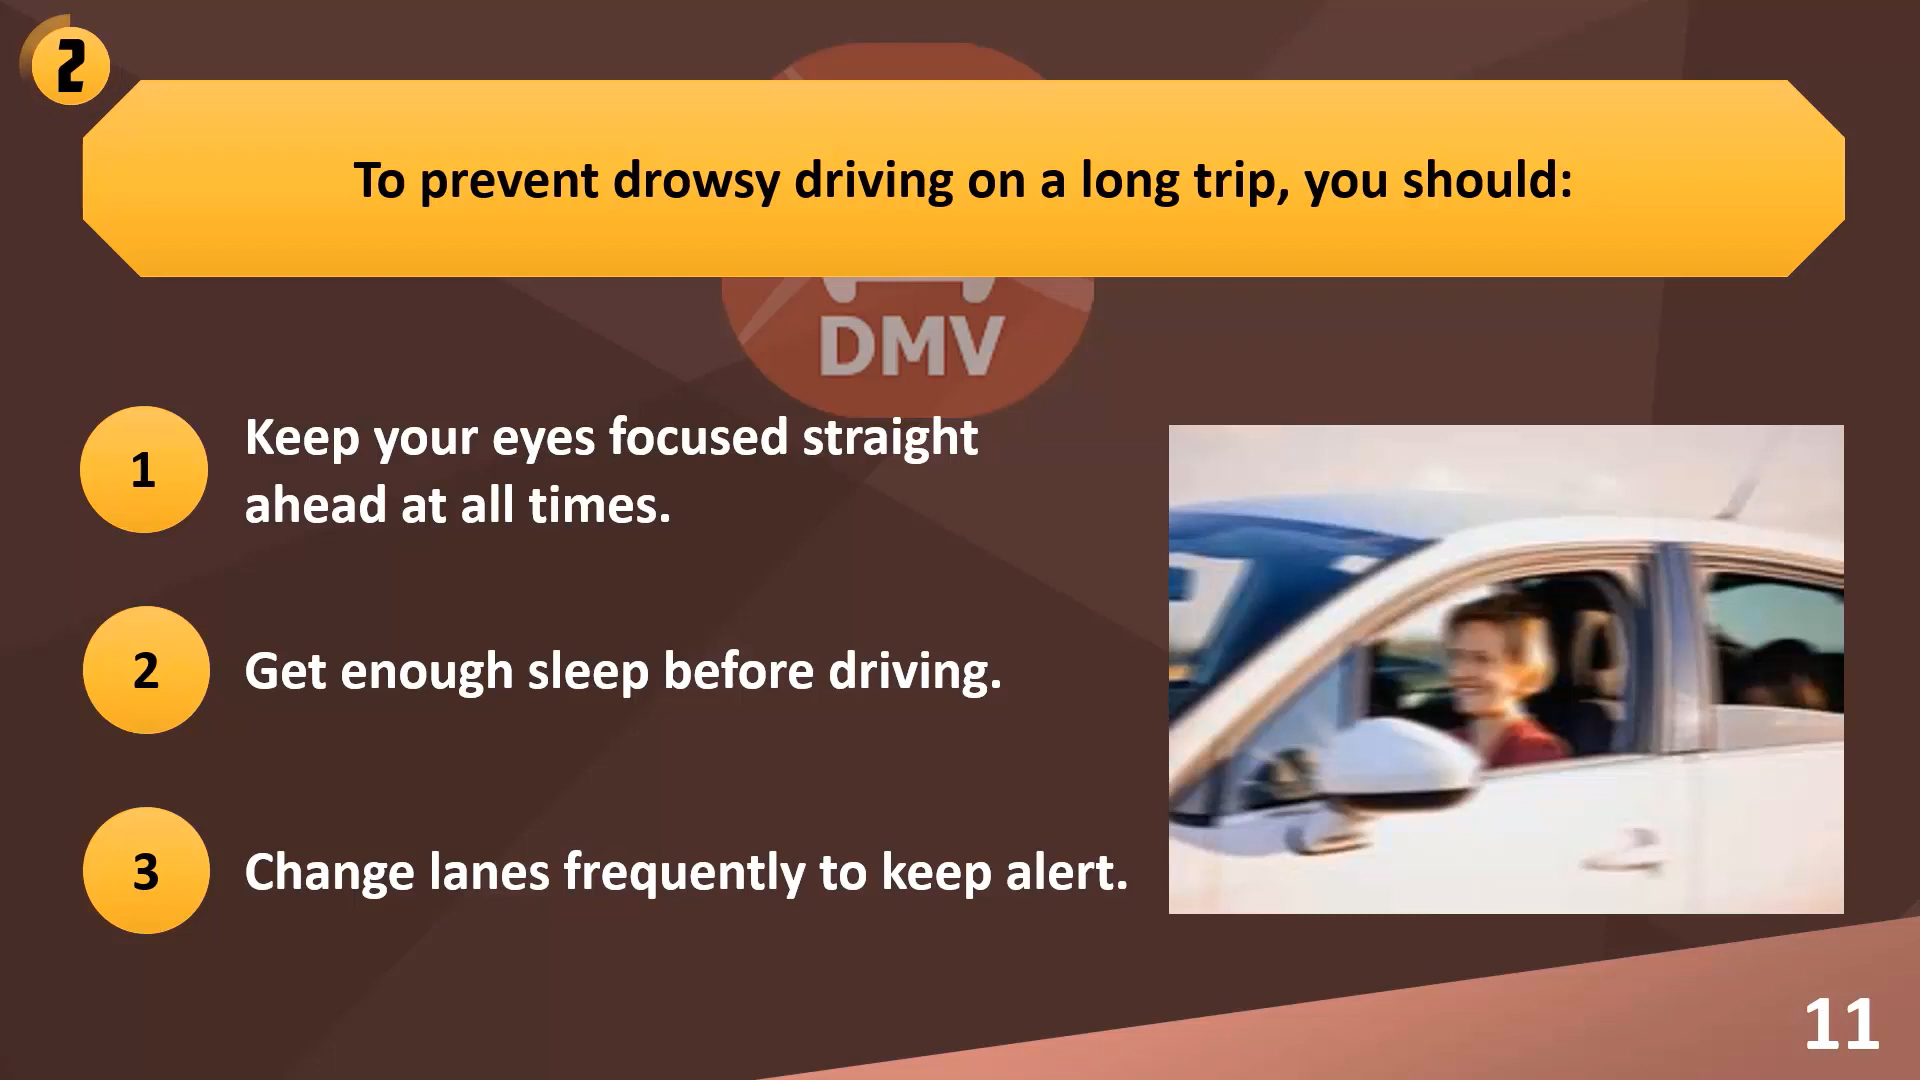 2
To prevent drowsy driving on a long trip, you should:
DMV
1
Keep your eyes focused straight
ahead at all times.
2
Get enough sleep before driving.
3
Change lanes frequently to keep alert.
11